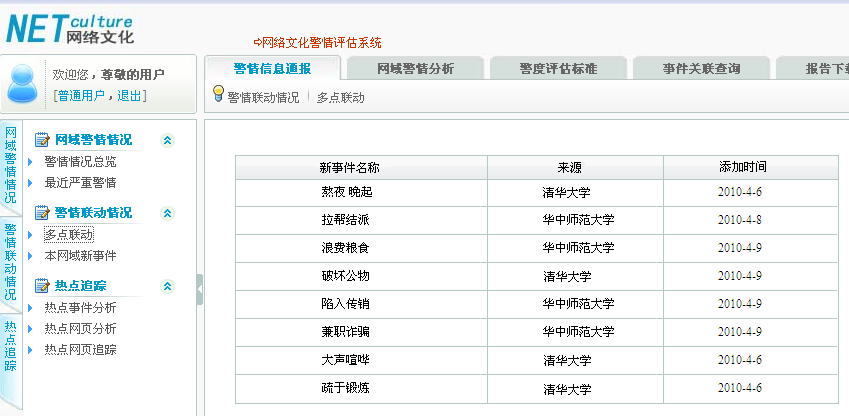 NETculture
网络文化
网络文化警情评估系统
欢迎您，尊敬的用户
[普通用户，退出]
警情信息通报 网域警情分析 警度评估标准 事件关联查询 报告下载
警情联动情况 多点联动
网域警情情况
警情联动情况
热点追踪
网域警情情况
警情情况总览
最近严重警情
警情联动情况
多点联动
本网域新事件
热点追踪
热点事件分析
热点网页分析
热点网页追踪
新事件名称 来源 添加时间
熬夜 晚起 清华大学 2010-4-6
拉帮结派 华中师范大学 2010-4-8
浪费粮食 华中师范大学 2010-4-9
破坏公物 清华大学 2010-4-9
陷入传销 华中师范大学 2010-4-9
兼职诈骗 华中师范大学 2010-4-9
大声喧哗 清华大学 2010-4-6
疏于锻炼 清华大学 2010-4-6